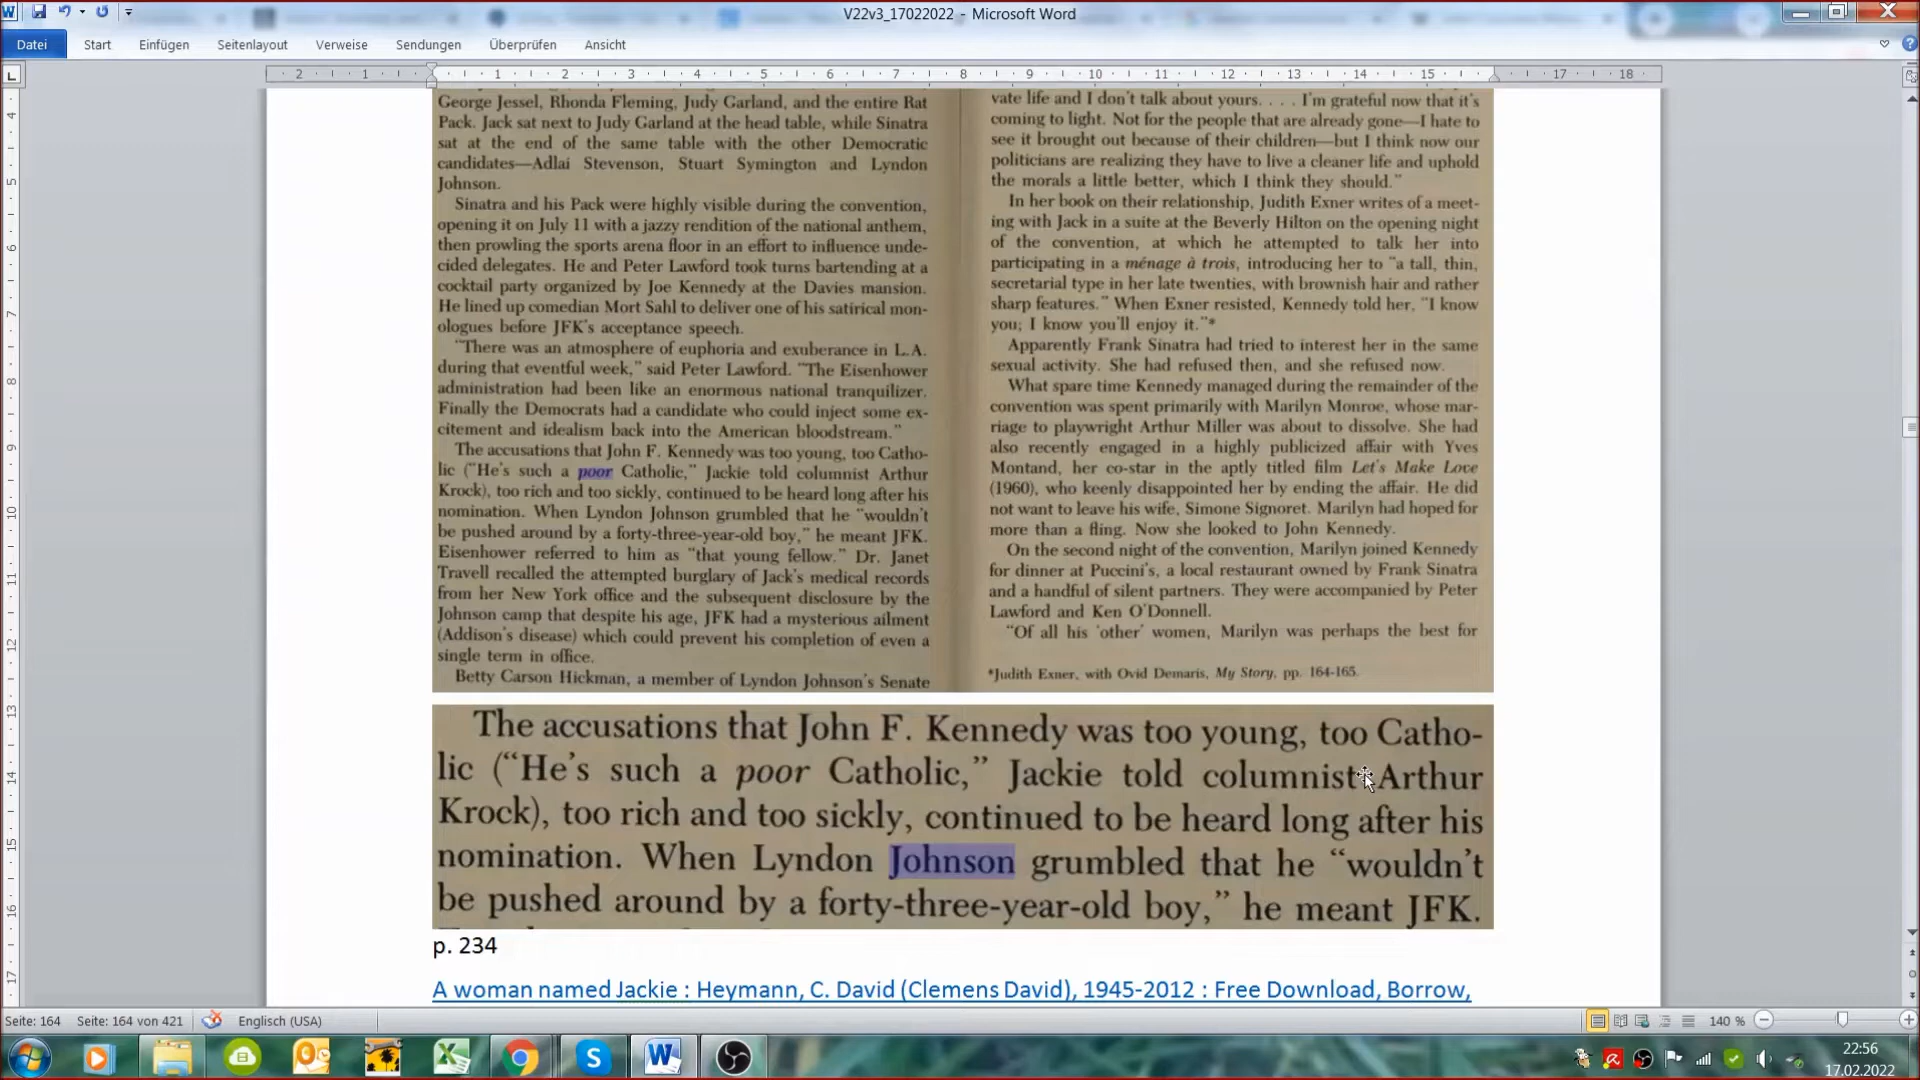 V22v3_17022022 - Microsoft Word
Datei Start Einfügen Seitenlayout Verweise Sendungen Überprüfen Ansicht
2 1 1 2 3 4 5 6 7 8 9 10 11 12 13 14 15 17 18
George Jessel, Rhonda Fleming, Judy Garland, and the entire Rat
Pack. Jack sat next to Judy Garland at the head table, while Sinatra
sat at the end of the same table with the other Democratic
candidates—Adlai Stevenson, Stuart Symington and Lyndon
Johnson.
Sinatra and his Pack were highly visible during the convention,
opening it on July 11 with a jazzy rendition of the national anthem,
then prowling the sports arena floor in an effort to influence unde-
cided delegates. He and Peter Lawford took turns bartending at a
cocktail party organized by Joe Kennedy at the Davies mansion.
He lined up comedian Mort Sahl to deliver one of his satirical mon-
ologues before JFK's acceptance speech.
"There was an atmosphere of euphoria and exuberance in L.A.
during that eventful week," said Peter Lawford. "The Eisenhower
administration had been like an enormous national tranquilizer.
Finally the Democrats had a candidate who could inject some ex-
citement and idealism back into the American bloodstream."
The accusations that John F. Kennedy was too young, too Catho-
lic ("He's such a poor Catholic," Jackie told columnist Arthur
Krock), too rich and too sickly, continued to be heard long after his
nomination. When Lyndon Johnson grumbled that he "wouldn't
be pushed around by a forty-three-year-old boy," he meant JFK.
Eisenhower referred to him as "that young fellow." Dr. Janet
Travell recalled the attempted burglary of Jack's medical records
from her New York office and the subsequent disclosure by the
Johnson camp that despite his age, JFK had a mysterious ailment
(Addison's disease) which could prevent his completion of even a
single term in office.
Betty Carson Hickman, a member of Lyndon Johnson's Senate
vate life and I don't talk about yours. . . . I'm grateful now that it's
coming to light. Not for the people that are already gone—I hate to
see it brought out because of their children—but I think now our
politicians are realizing they have to live a cleaner life and uphold
the morals a little better, which I think they should."
In her book on their relationship, Judith Exner writes of a meet-
ing with Jack in a suite at the Beverly Hilton on the opening night
of the convention, at which he attempted to talk her into
participating in a ménage à trois, introducing her to "a tall, thin,
secretarial type in her late twenties, with brownish hair and rather
sharp features." When Exner resisted, Kennedy told her, "I know
you; I know you'll enjoy it."*
Apparently Frank Sinatra had tried to interest her in the same
sexual activity. She had refused then, and she refused now.
What spare time Kennedy managed during the remainder of the
convention was spent primarily with Marilyn Monroe, whose mar-
riage to playwright Arthur Miller was about to dissolve. She had
also recently engaged in a highly publicized affair with Yves
Montand, her co-star in the aptly titled film Let's Make Love
(1960), who keenly disappointed her by ending the affair. He did
not want to leave his wife, Simone Signoret. Marilyn had hoped for
more than a fling. Now she looked to John Kennedy.
On the second night of the convention, Marilyn joined Kennedy
for dinner at Puccini's, a local restaurant owned by Frank Sinatra
and a handful of silent partners. They were accompanied by Peter
Lawford and Ken O'Donnell.
"Of all his 'other' women, Marilyn was perhaps the best for
*Judith Exner, with Ovid Demaris, My Story, pp. 164-165.
The accusations that John F. Kennedy was too young, too Catho-
lic ("He's such a poor Catholic," Jackie told columnist Arthur
Krock), too rich and too sickly, continued to be heard long after his
nomination. When Lyndon Johnson grumbled that he "wouldn't
be pushed around by a forty-three-year-old boy," he meant JFK.
p. 234
A woman named Jackie : Heymann, C. David (Clemens David), 1945-2012 : Free Download, Borrow,
Seite: 164 Seite: 164 von 421 Englisch (USA) 140 %
22:56
17.02.2022